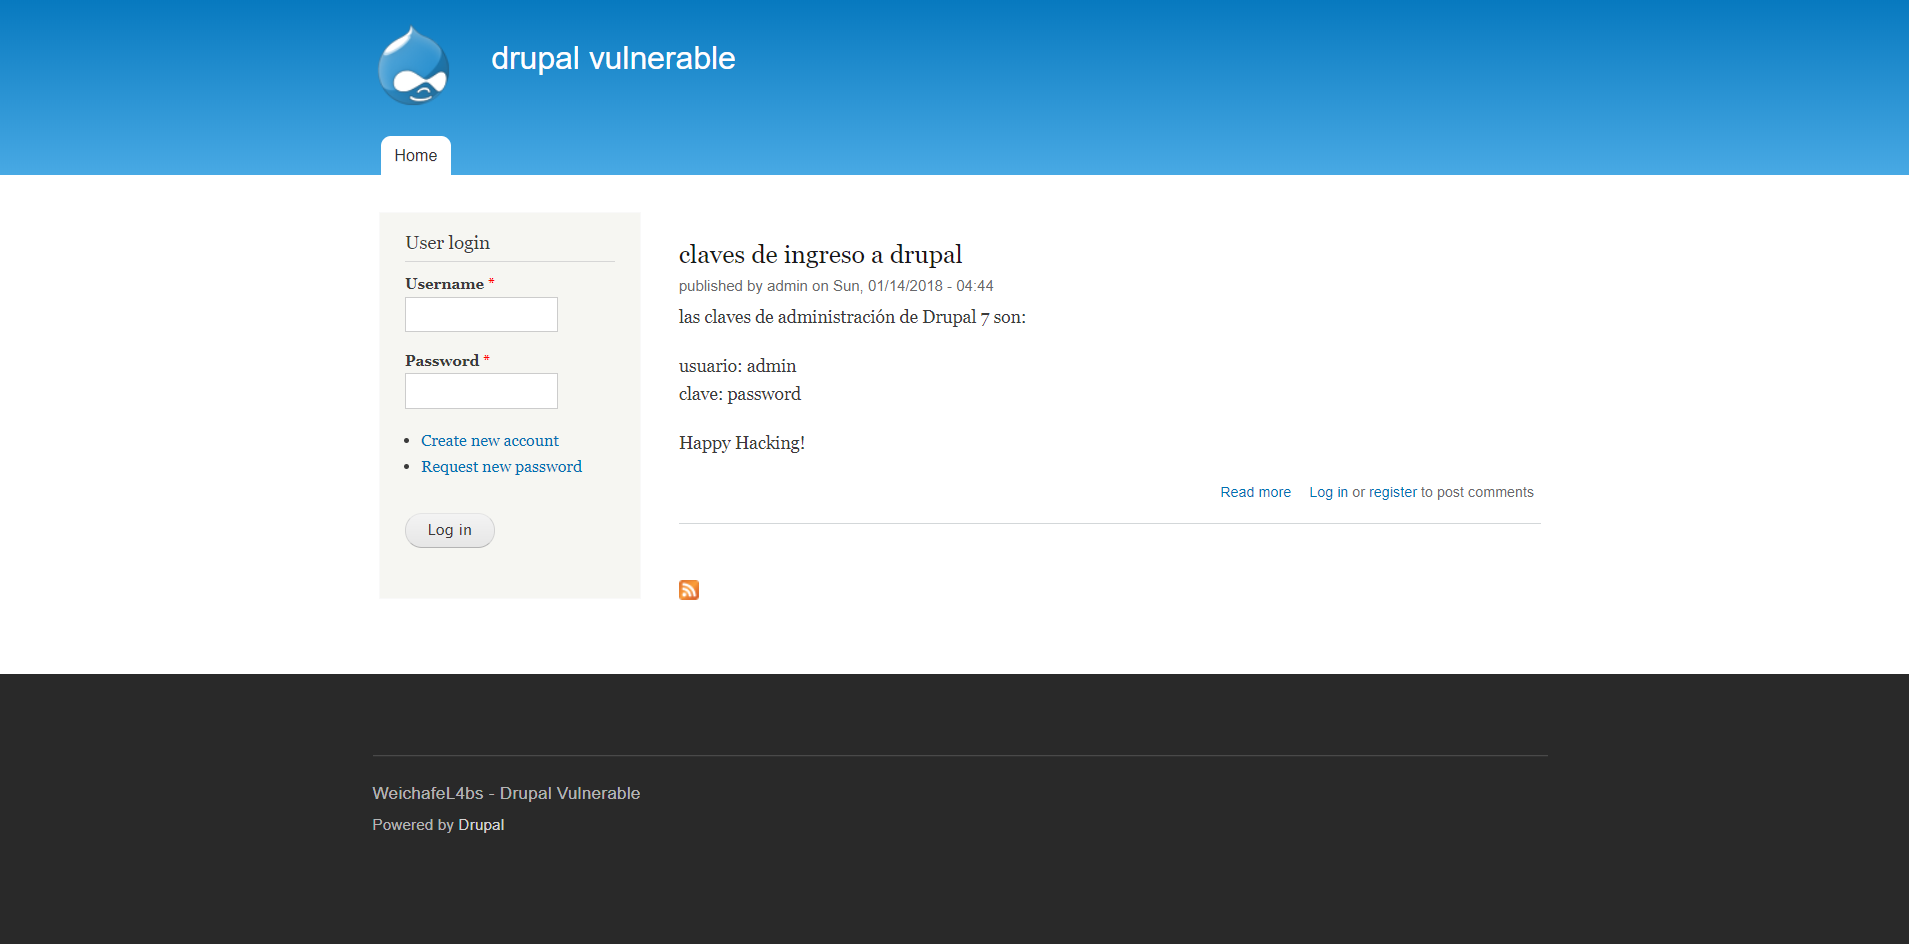 drupal vulnerable
Home
User login
Username *
Password *
Create new account
Request new password
Log in
claves de ingreso a drupal
published by admin on Sun, 01/14/2018 - 04:44
las claves de administración de Drupal 7 son:
usuario: admin
clave: password
Happy Hacking!
Read more Log in or register to post comments
WeichafeL4bs - Drupal Vulnerable
Powered by Drupal